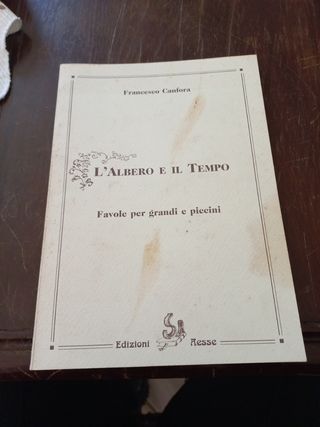 Francesco Canfora
L'ALBERO E IL TEMPO
Favole per grandi e piccini
Edizioni Aesse